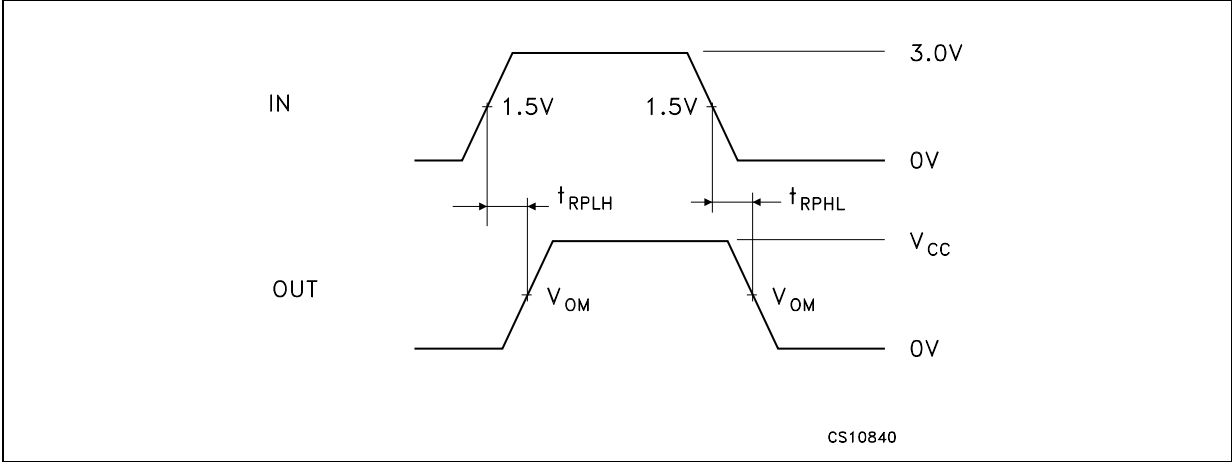 3.0V
IN
1.5V
1.5V
0V
tRPLH
tRPHL
VCC
OUT
VOM
VOM
0V
CS10840